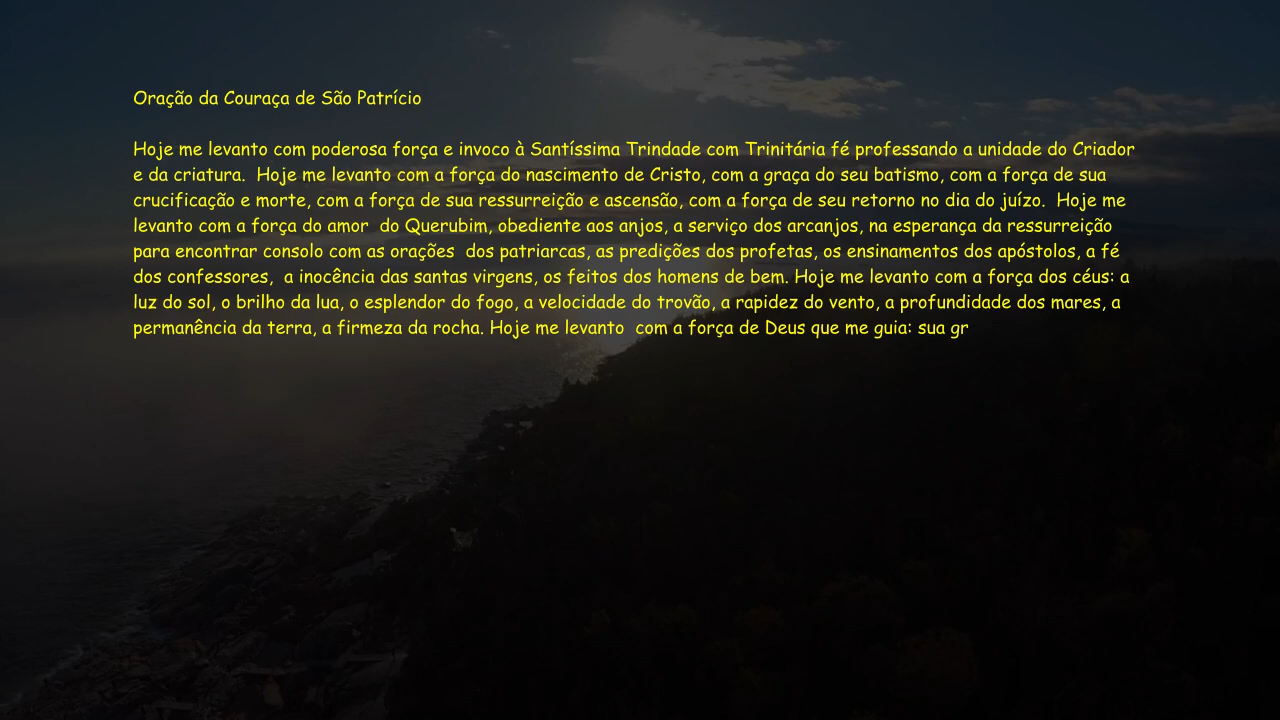 Oração da Couraça de São Patrício
Hoje me levanto com poderosa força e invoco à Santíssima Trindade com Trinitária fé professando a unidade do Criador
e da criatura.  Hoje me levanto com a força do nascimento de Cristo, com a graça do seu batismo, com a força de sua
crucificação e morte, com a força de sua ressurreição e ascensão, com a força de seu retorno no dia do juízo.  Hoje me
levanto com a força do amor  do Querubim, obediente aos anjos, a serviço dos arcanjos, na esperança da ressurreição
para encontrar consolo com as orações  dos patriarcas, as predições dos profetas, os ensinamentos dos apóstolos, a fé
dos confessores,  a inocência das santas virgens, os feitos dos homens de bem. Hoje me levanto com a força dos céus: a
luz do sol, o brilho da lua, o esplendor do fogo, a velocidade do trovão, a rapidez do vento, a profundidade dos mares, a
permanência da terra, a firmeza da rocha. Hoje me levanto  com a força de Deus que me guia: sua gr